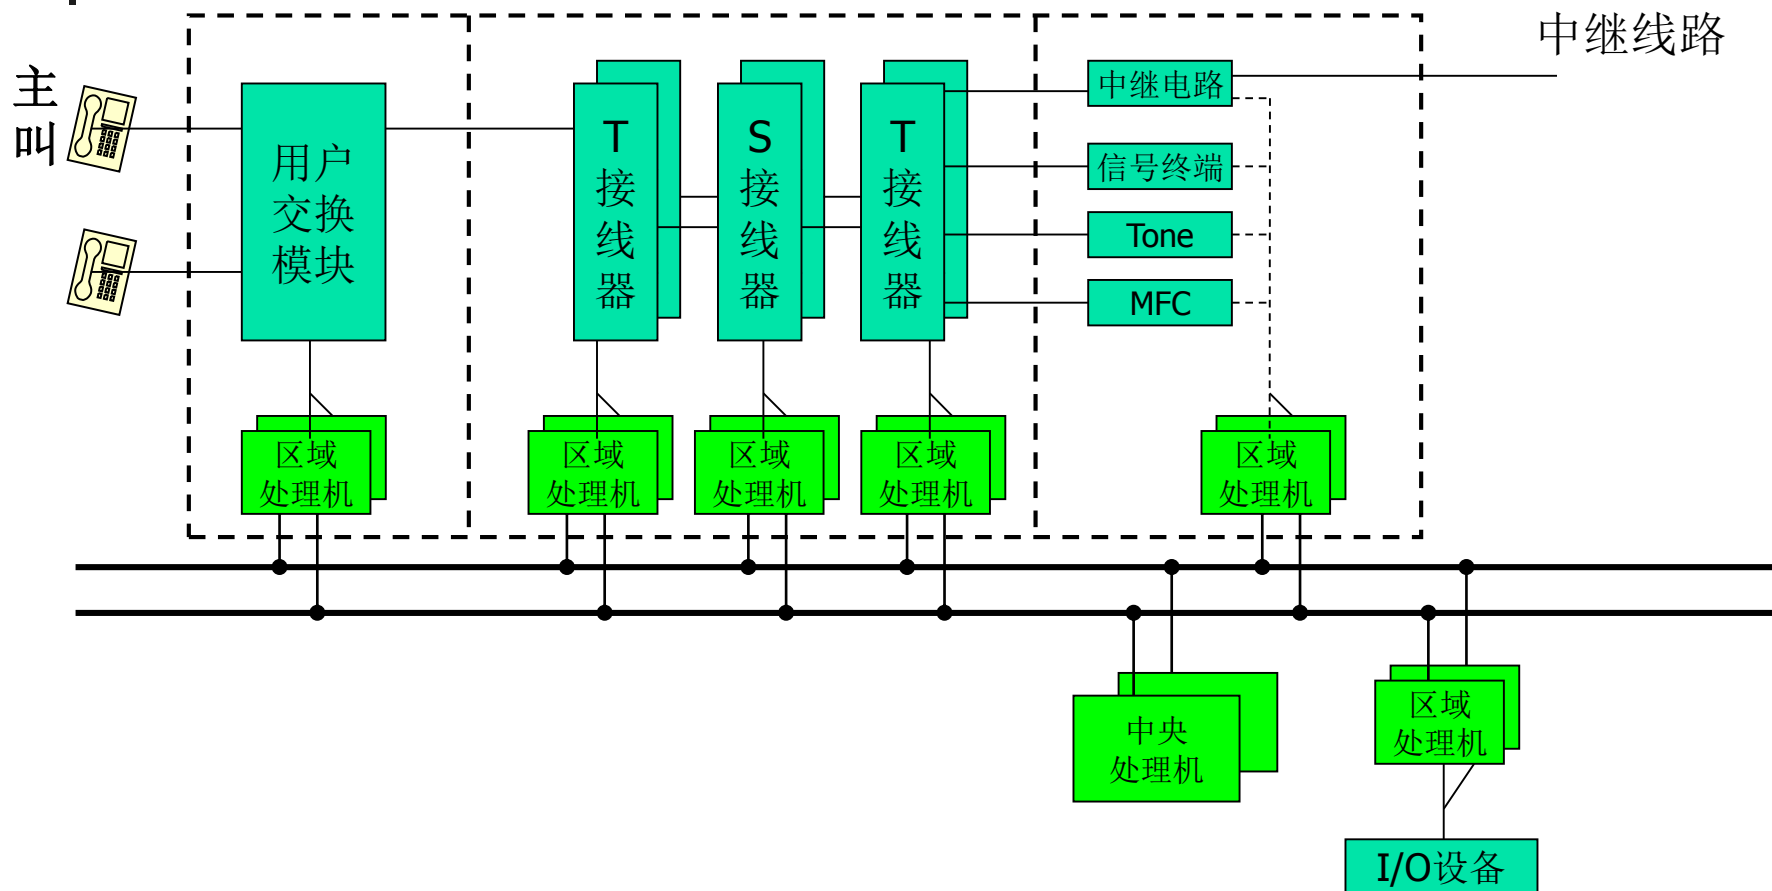 中继线路
主
叫
用户
交换
模块
T
接
线
器
S
接
线
器
T
接
线
器
中继电路
信号终端
Tone
MFC
区域
处理机
区域
处理机
区域
处理机
区域
处理机
区域
处理机
中央
处理机
区域
处理机
I/O设备